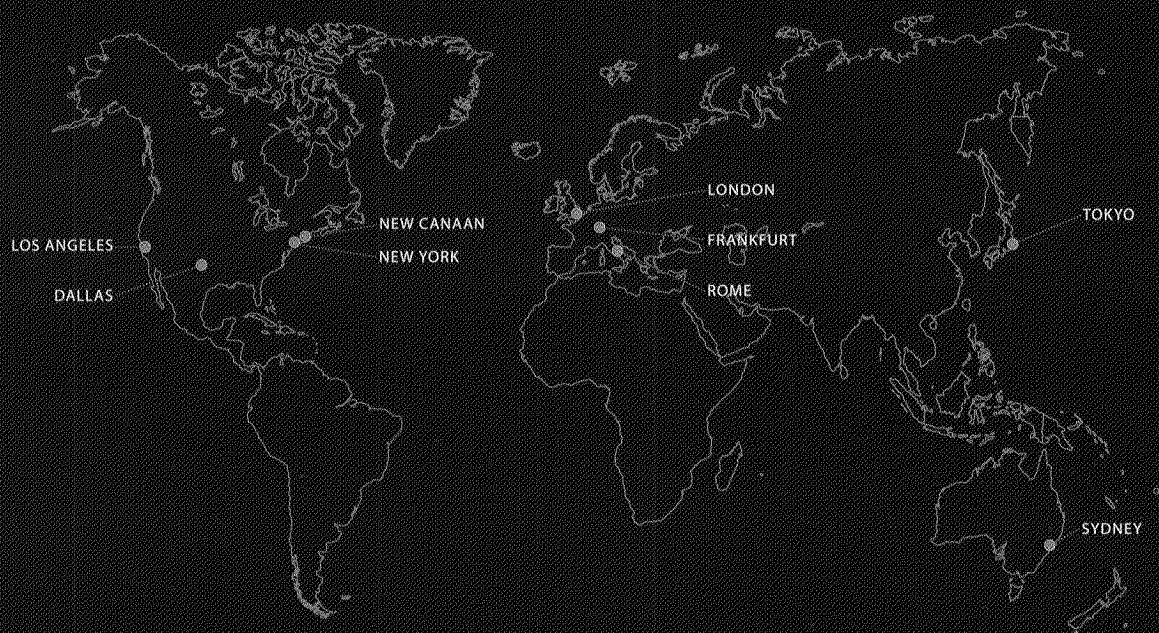 LONDON
NEW CANAAN
TOKYO
LOS ANGELES
FRANKFURT
NEW YORK
DALLAS
ROME
SYDNEY